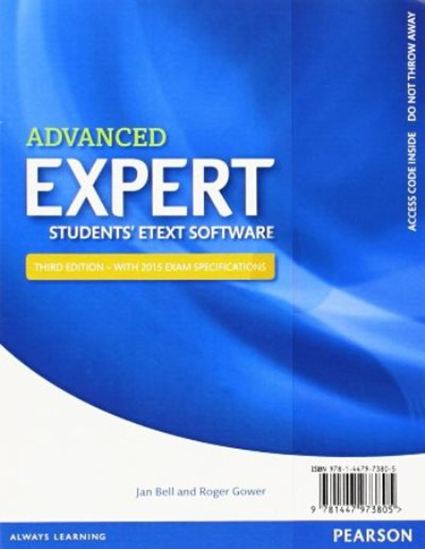 ADVANCED
EXPERT
STUDENTS' ETEXT SOFTWARE
THIRD EDITION – WITH 2015 EXAM SPECIFICATIONS
ACCESS CODE INSIDE DO NOT THROW AWAY
ISBN 978-1-4479-7380-5
9 781447 973805
Jan Bell and Roger Gower
ALWAYS LEARNING
PEARSON